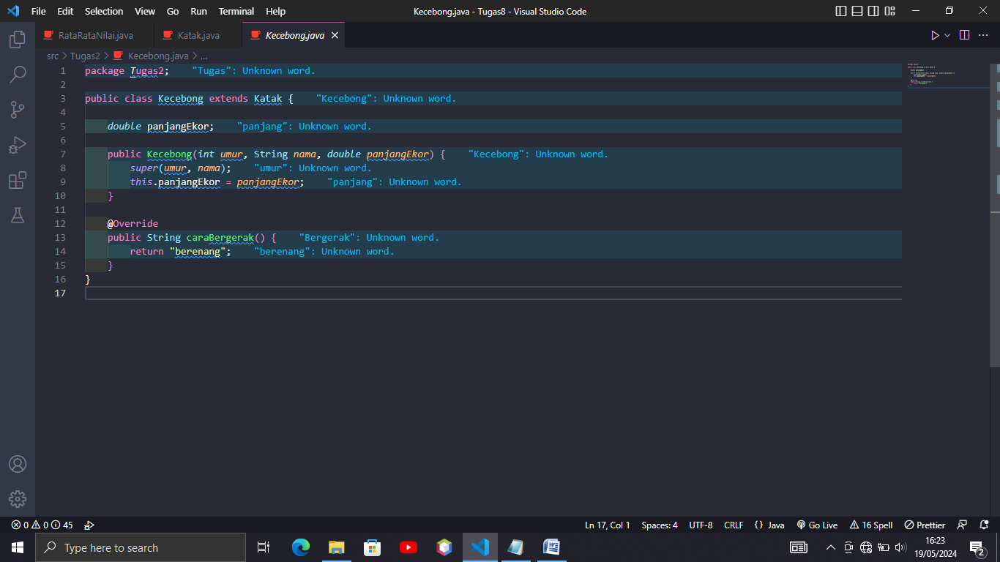 File Edit Selection View Go Run Terminal Help Kecebong.java - Tugas8 - Visual Studio Code
RataRataNilai.java Katak.java Kecebong.java
src > Tugas2 > Kecebong.java > ...
1 package Tugas2; "Tugas": Unknown word.
2
3 public class Kecebong extends Katak { "Kecebong": Unknown word.
4
5 double panjangEkor; "panjang": Unknown word.
6
7 public Kecebong(int umur, String nama, double panjangEkor) { "Kecebong": Unknown word.
8 super(umur, nama); "umur": Unknown word.
9 this.panjangEkor = panjangEkor; "panjang": Unknown word.
10 }
11
12 @Override
13 public String caraBergerak() { "Bergerak": Unknown word.
14 return "berenang"; "berenang": Unknown word.
15 }
16 }
17
0 0 45 Ln 17, Col 1 Spaces: 4 UTF-8 CRLF {} Java Go Live 16 Spell Prettier
Type here to search
16:23
19/05/2024
2